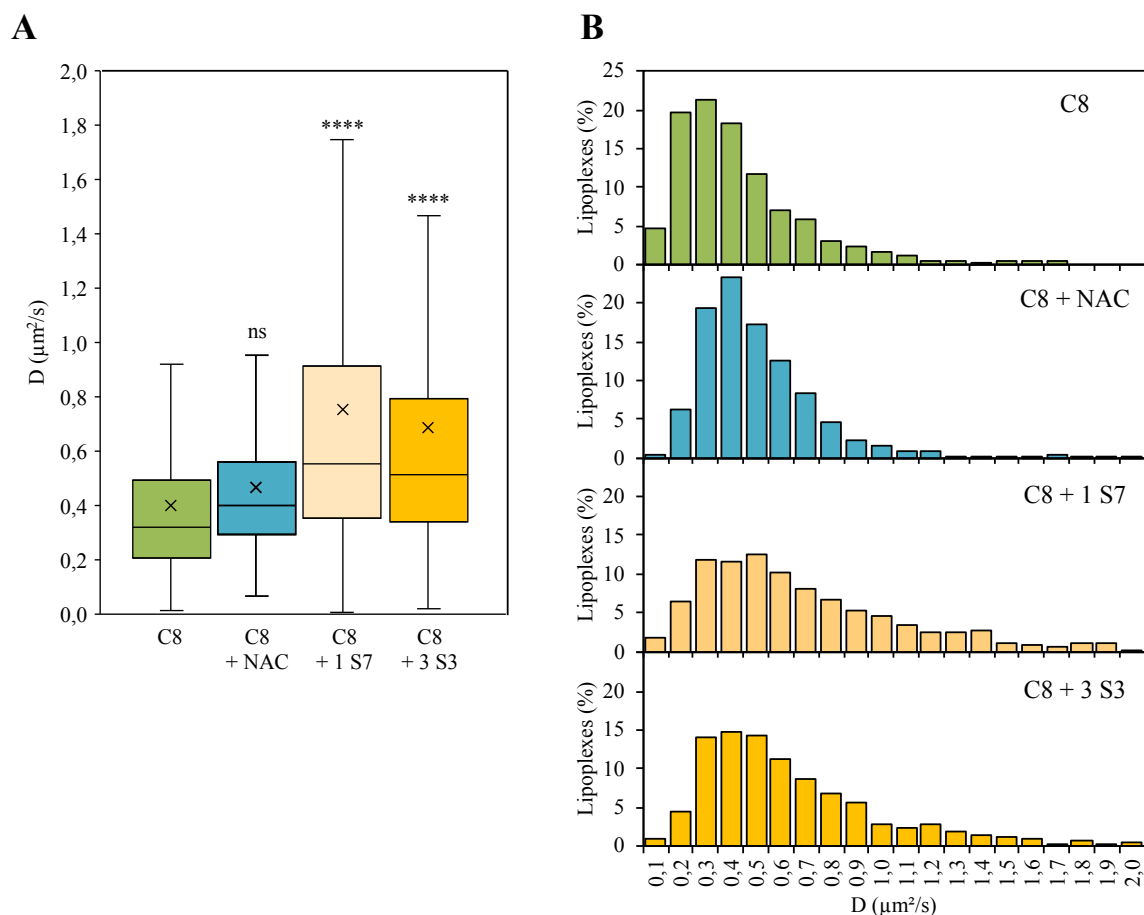 A
2,0
1,8
1,6
1,4
1,2
1,0
0,8
0,6
0,4
0,2
0,0
D (µm²/s)
ns
****
****
C8
C8
+ NAC
C8
+ 1 S7
C8
+ 3 S3
B
25
20
15
10
5
0
Lipoplexes (%)
C8
20
15
10
5
0
Lipoplexes (%)
C8 + NAC
20
15
10
5
0
Lipoplexes (%)
C8 + 1 S7
20
15
10
5
0
Lipoplexes (%)
C8 + 3 S3
0,1
0,2
0,3
0,4
0,5
0,6
0,7
0,8
0,9
1,0
1,1
1,2
1,3
1,4
1,5
1,6
1,7
1,8
1,9
2,0
D (µm²/s)